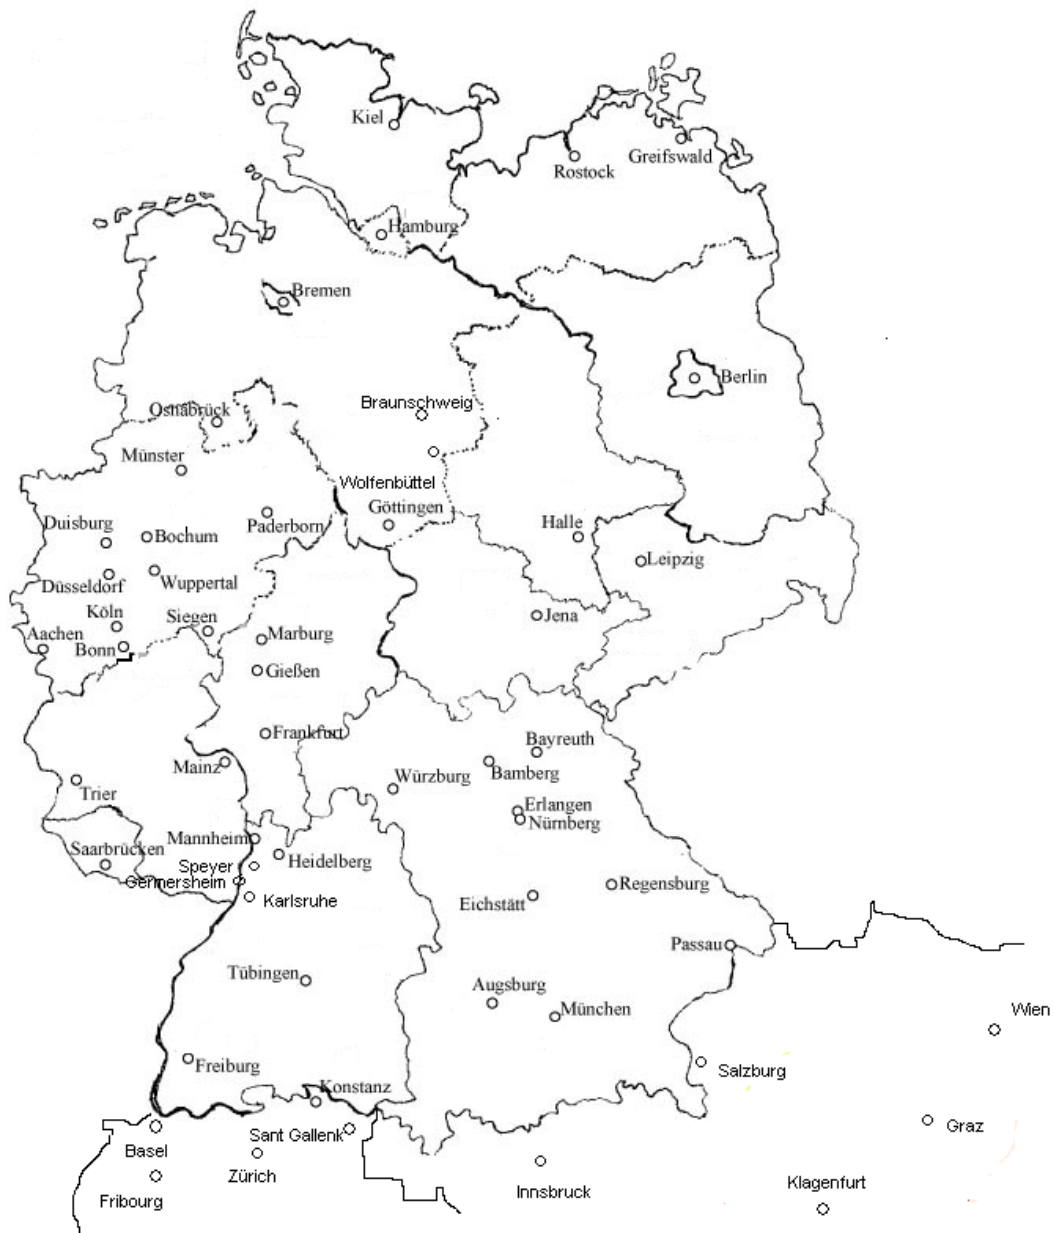 Kiel
Greifswald
Rostock
Hamburg
Bremen
Berlin
Braunschweig
Osnabrück
Münster
Wolfenbüttel
Göttingen
Duisburg
Paderborn
Halle
Bochum
Leipzig
Düsseldorf
Wuppertal
Köln
Siegen
Jena
Aachen
Marburg
Bonn
Gießen
Frankfurt
Bayreuth
Mainz
Bamberg
Würzburg
Trier
Erlangen
Nürnberg
Mannheim
Saarbrücken
Heidelberg
Speyer
Germersheim
Regensburg
Karlsruhe
Eichstätt
Passau
Tübingen
Augsburg
München
Wien
Freiburg
Salzburg
Konstanz
Graz
Sant Gallenk
Basel
Zürich
Klagenfurt
Innsbruck
Fribourg